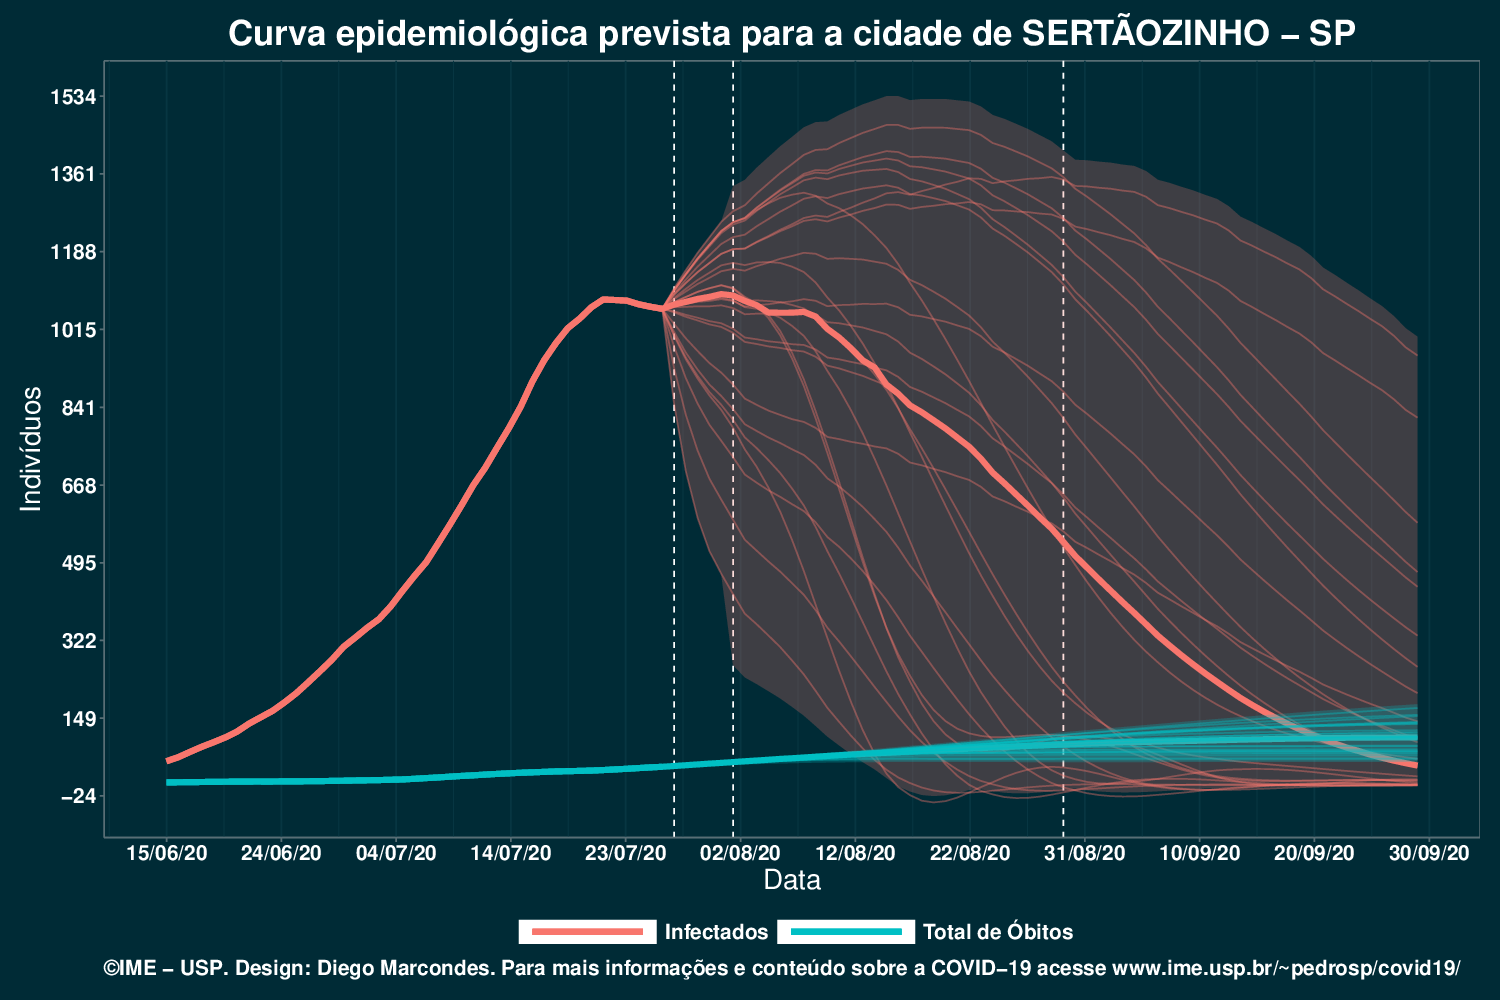 Curva epidemiológica prevista para a cidade de SERTÃOZINHO – SP
Indivíduos
1534
1361
1188
1015
841
668
495
322
149
−24
15/06/20 24/06/20 04/07/20 14/07/20 23/07/20 02/08/20 12/08/20 22/08/20 31/08/20 10/09/20 20/09/20 30/09/20
Data
Infectados Total de Óbitos
©IME – USP. Design: Diego Marcondes. Para mais informações e conteúdo sobre a COVID−19 acesse www.ime.usp.br/~pedrosp/covid19/